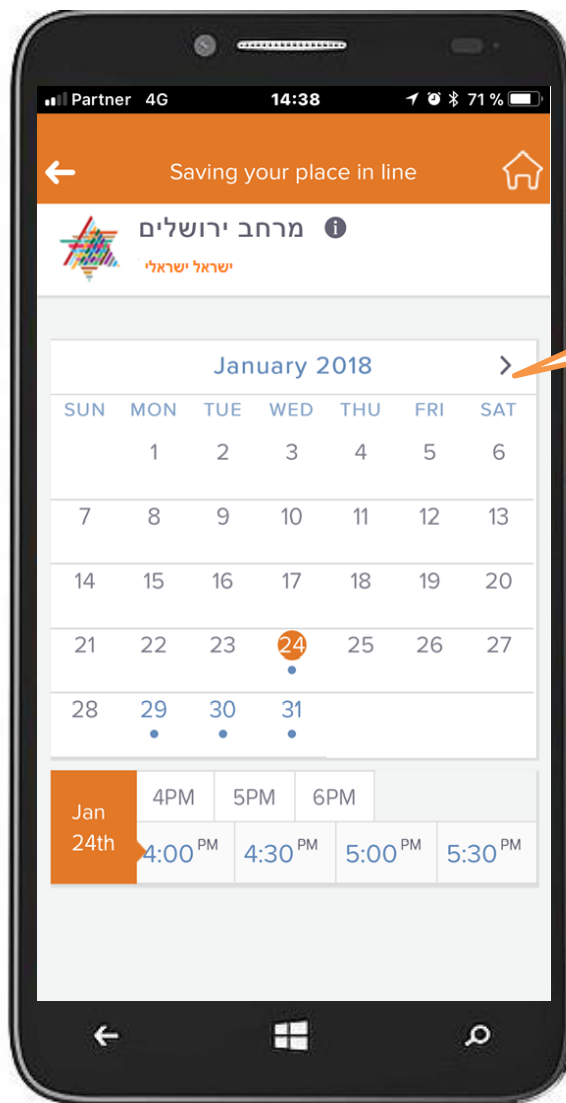 Partner 4G 14:38 71 %
Saving your place in line
מרחב ירושלים
ישראל ישראלי
January 2018
SUN MON TUE WED THU FRI SAT
1 2 3 4 5 6
7 8 9 10 11 12 13
14 15 16 17 18 19 20
21 22 23 24 25 26 27
28 29 30 31
Jan 24th
4PM 5PM 6PM
4:00 PM 4:30 PM 5:00 PM 5:30 PM